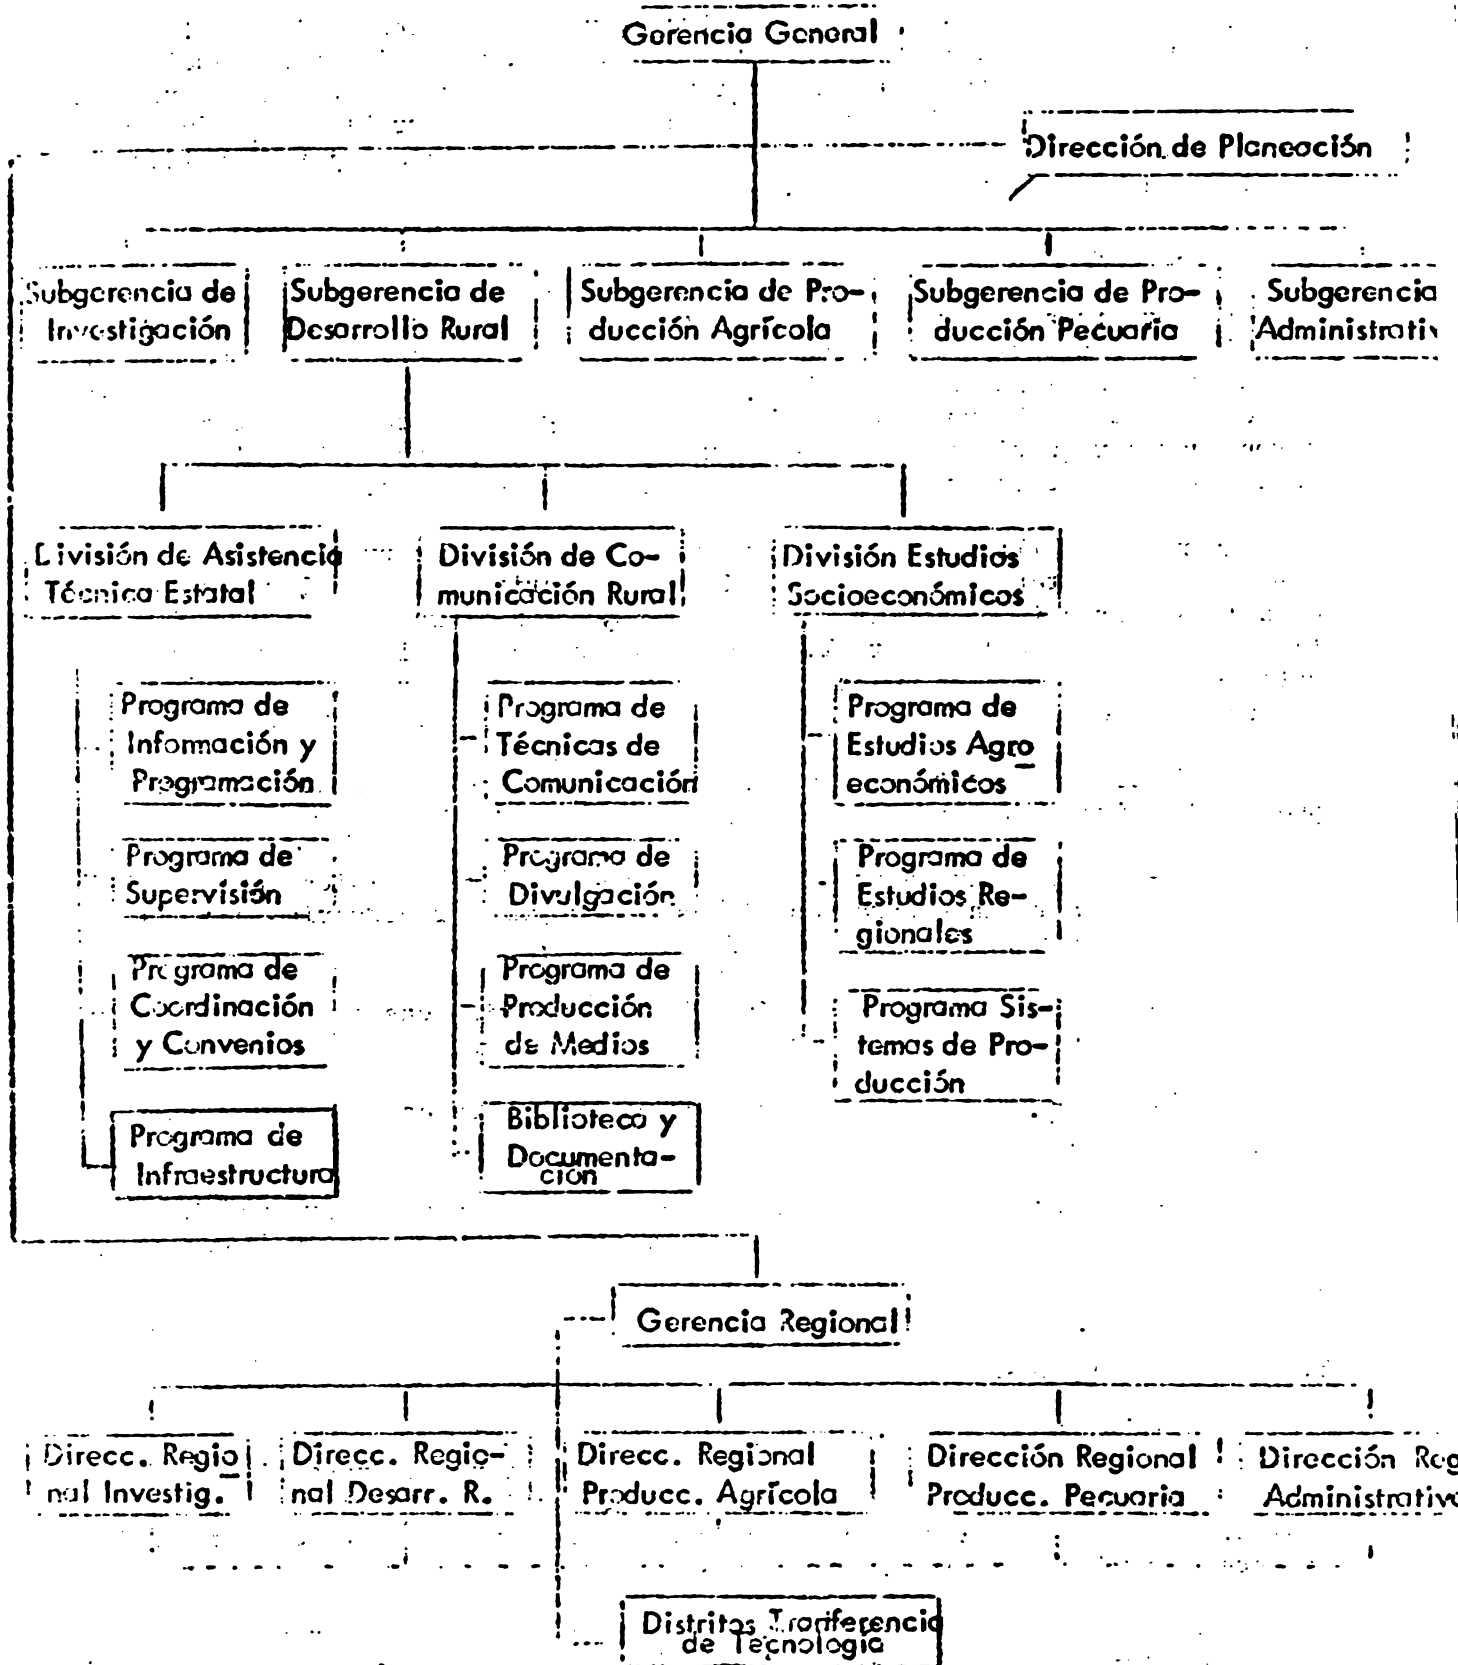 Gerencia General
Dirección de Planeación
Subgerencia de
Investigación
Subgerencia de
Desarrollo Rural
Subgerencia de Pro-
ducción Agrícola
Subgerencia de Pro-
ducción Pecuaria
Subgerencia
Administrativ
División de Asistencia
Técnica Estatal
División de Co-
municación Rural
División Estudios
Socioeconómicos
Programa de
Información y
Programación
Programa de
Supervisión
Programa de
Coordinación
y Convenios
Programa de
Infraestructura
Programa de
Técnicas de
Comunicación
Programa de
Divulgación
Programa de
Producción
de Medios
Biblioteca y
Documenta-
ción
Programa de
Estudios Agro
económicos
Programa de
Estudios Re-
gionales
Programa Sis-
temas de Pro-
ducción
Gerencia Regional
Direcc. Regio
nal Investig.
Direcc. Regio-
nal Desarr. R.
Direcc. Regional
Producc. Agrícola
Dirección Regional
Producc. Pecuaria
Dirección Reg
Administrativa
Distritos Tranferencia
de Tecnología